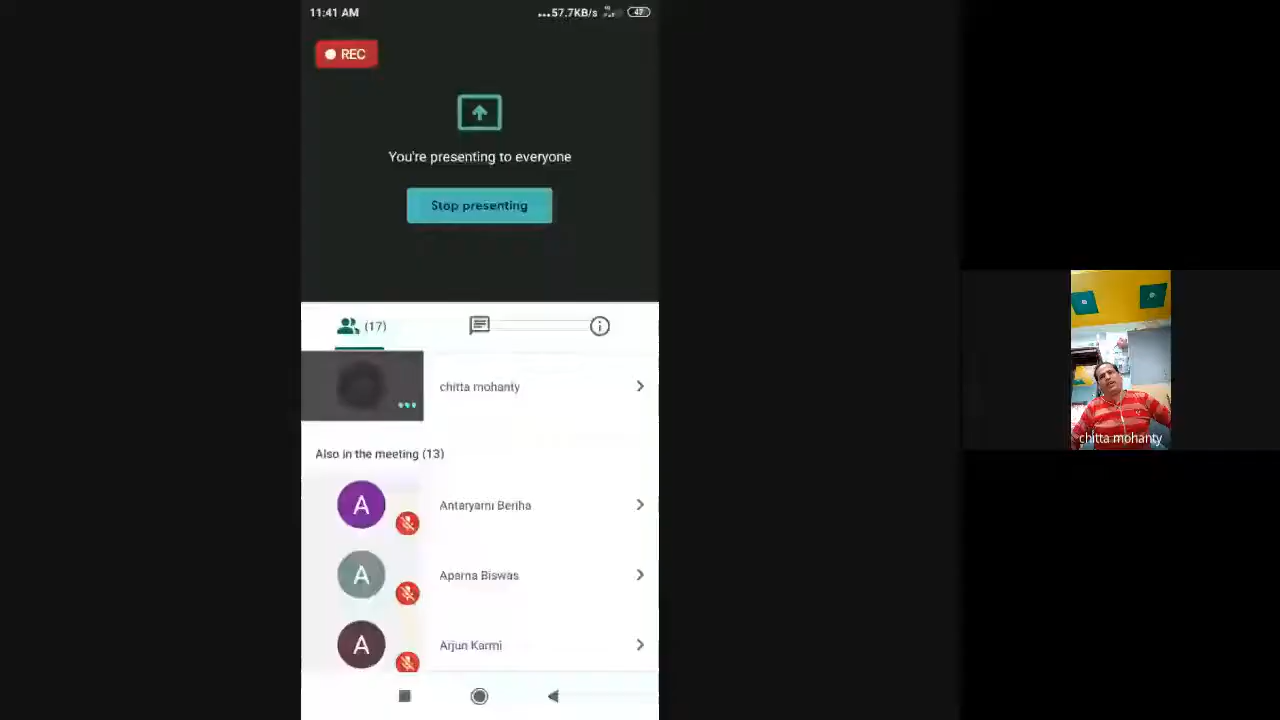 11:41 AM
...57.7KB/s
47
REC
You're presenting to everyone
Stop presenting
(17)
chitta mohanty
Also in the meeting (13)
A
Antaryami Beriha
A
Aparna Biswas
A
Arjun Karmi
chitta mohanty